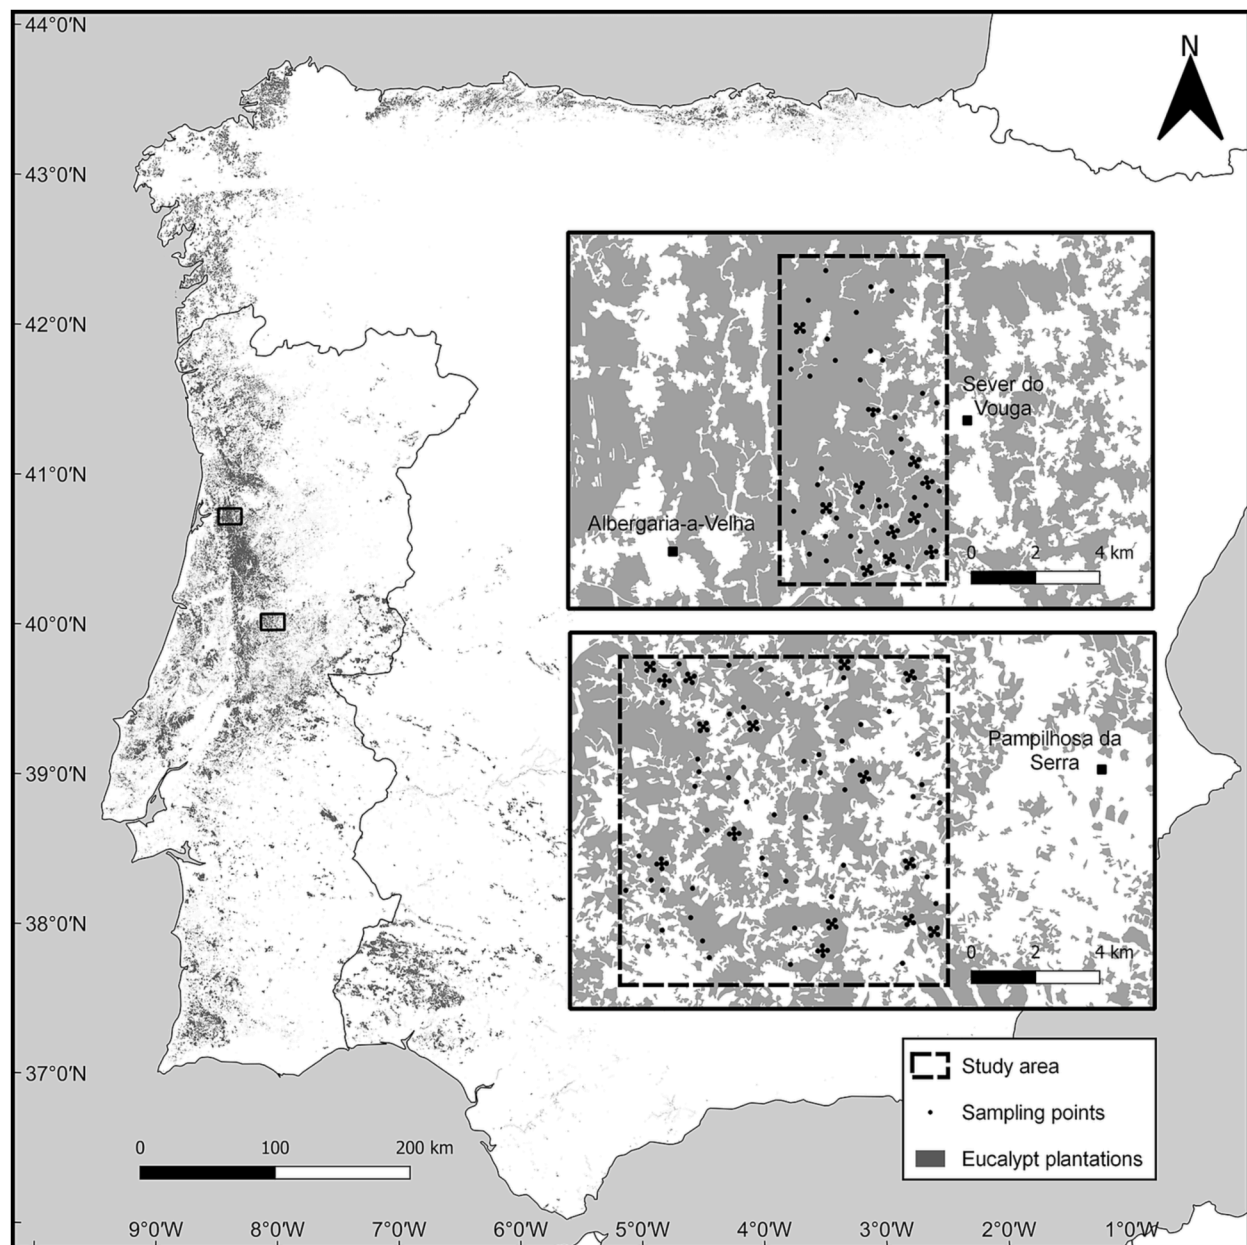 44°0′N
43°0′N
42°0′N
41°0′N
40°0′N
39°0′N
38°0′N
37°0′N
N
Sever do
Vouga
Albergaria-a-Velha
0 2 4 km
Pampilhosa da
Serra
0 2 4 km
Study area
Sampling points
Eucalypt plantations
0 100 200 km
9°0′W 8°0′W 7°0′W 6°0′W 5°0′W 4°0′W 3°0′W 2°0′W 1°0′W